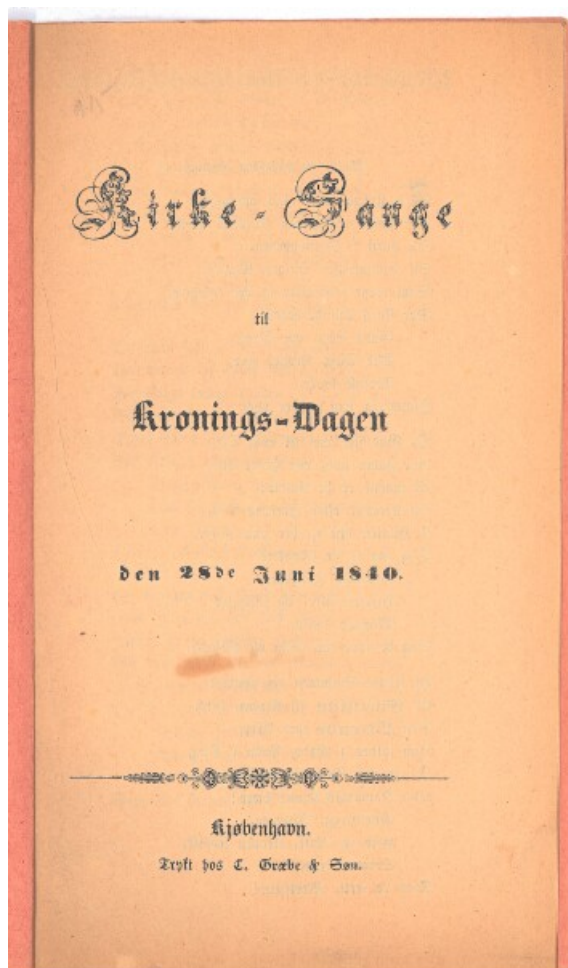 Kirke-Sange
til
Kronings-Dagen
den 28de Juni 1840.
Kjøbenhavn.
Trykt hos C. Græbe & Søn.